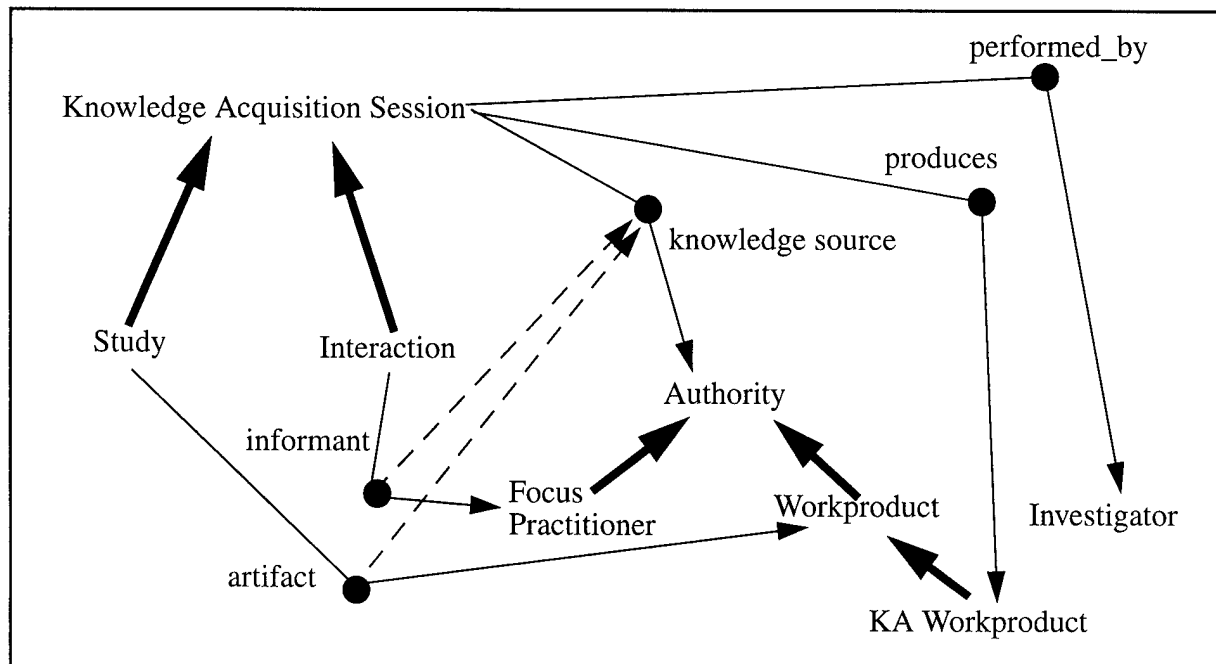 performed_by
Knowledge Acquisition Session
produces
knowledge source
Study
Interaction
Authority
informant
Focus
Practitioner
Workproduct
Investigator
artifact
KA Workproduct